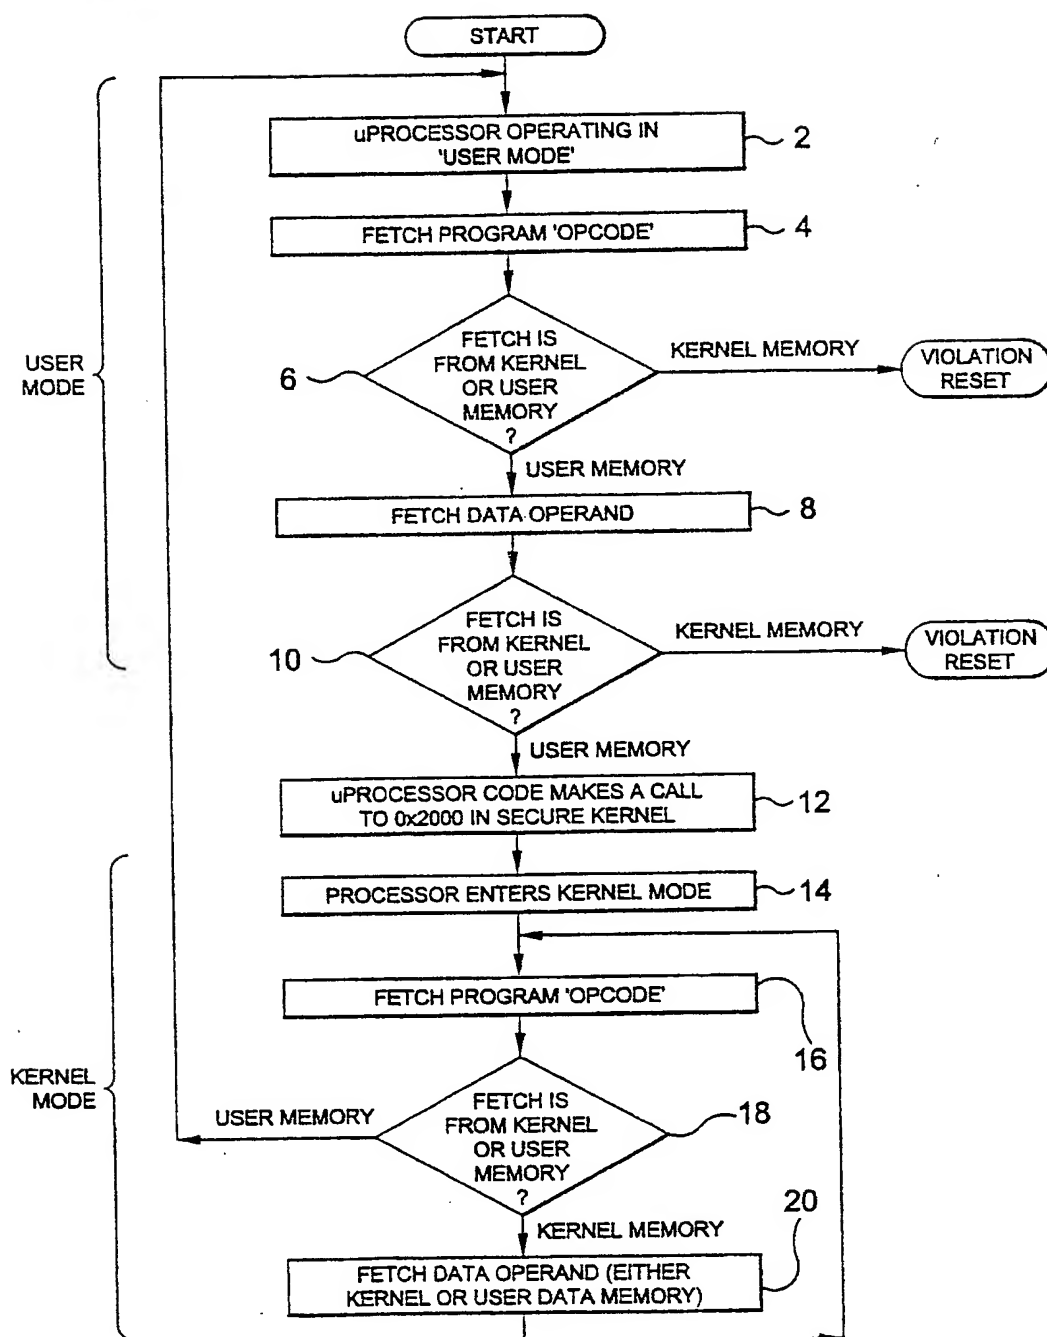 START
uPROCESSOR OPERATING IN
'USER MODE'
2
FETCH PROGRAM 'OPCODE'
4
USER
MODE
6
FETCH IS
FROM KERNEL
OR USER
MEMORY
?
KERNEL MEMORY
VIOLATION
RESET
USER MEMORY
FETCH DATA OPERAND
8
10
FETCH IS
FROM KERNEL
OR USER
MEMORY
?
KERNEL MEMORY
VIOLATION
RESET
USER MEMORY
uPROCESSOR CODE MAKES A CALL
TO 0x2000 IN SECURE KERNEL
12
PROCESSOR ENTERS KERNEL MODE
14
FETCH PROGRAM 'OPCODE'
16
KERNEL
MODE
USER MEMORY
FETCH IS
FROM KERNEL
OR USER
MEMORY
?
18
KERNEL MEMORY
20
FETCH DATA OPERAND (EITHER
KERNEL OR USER DATA MEMORY)